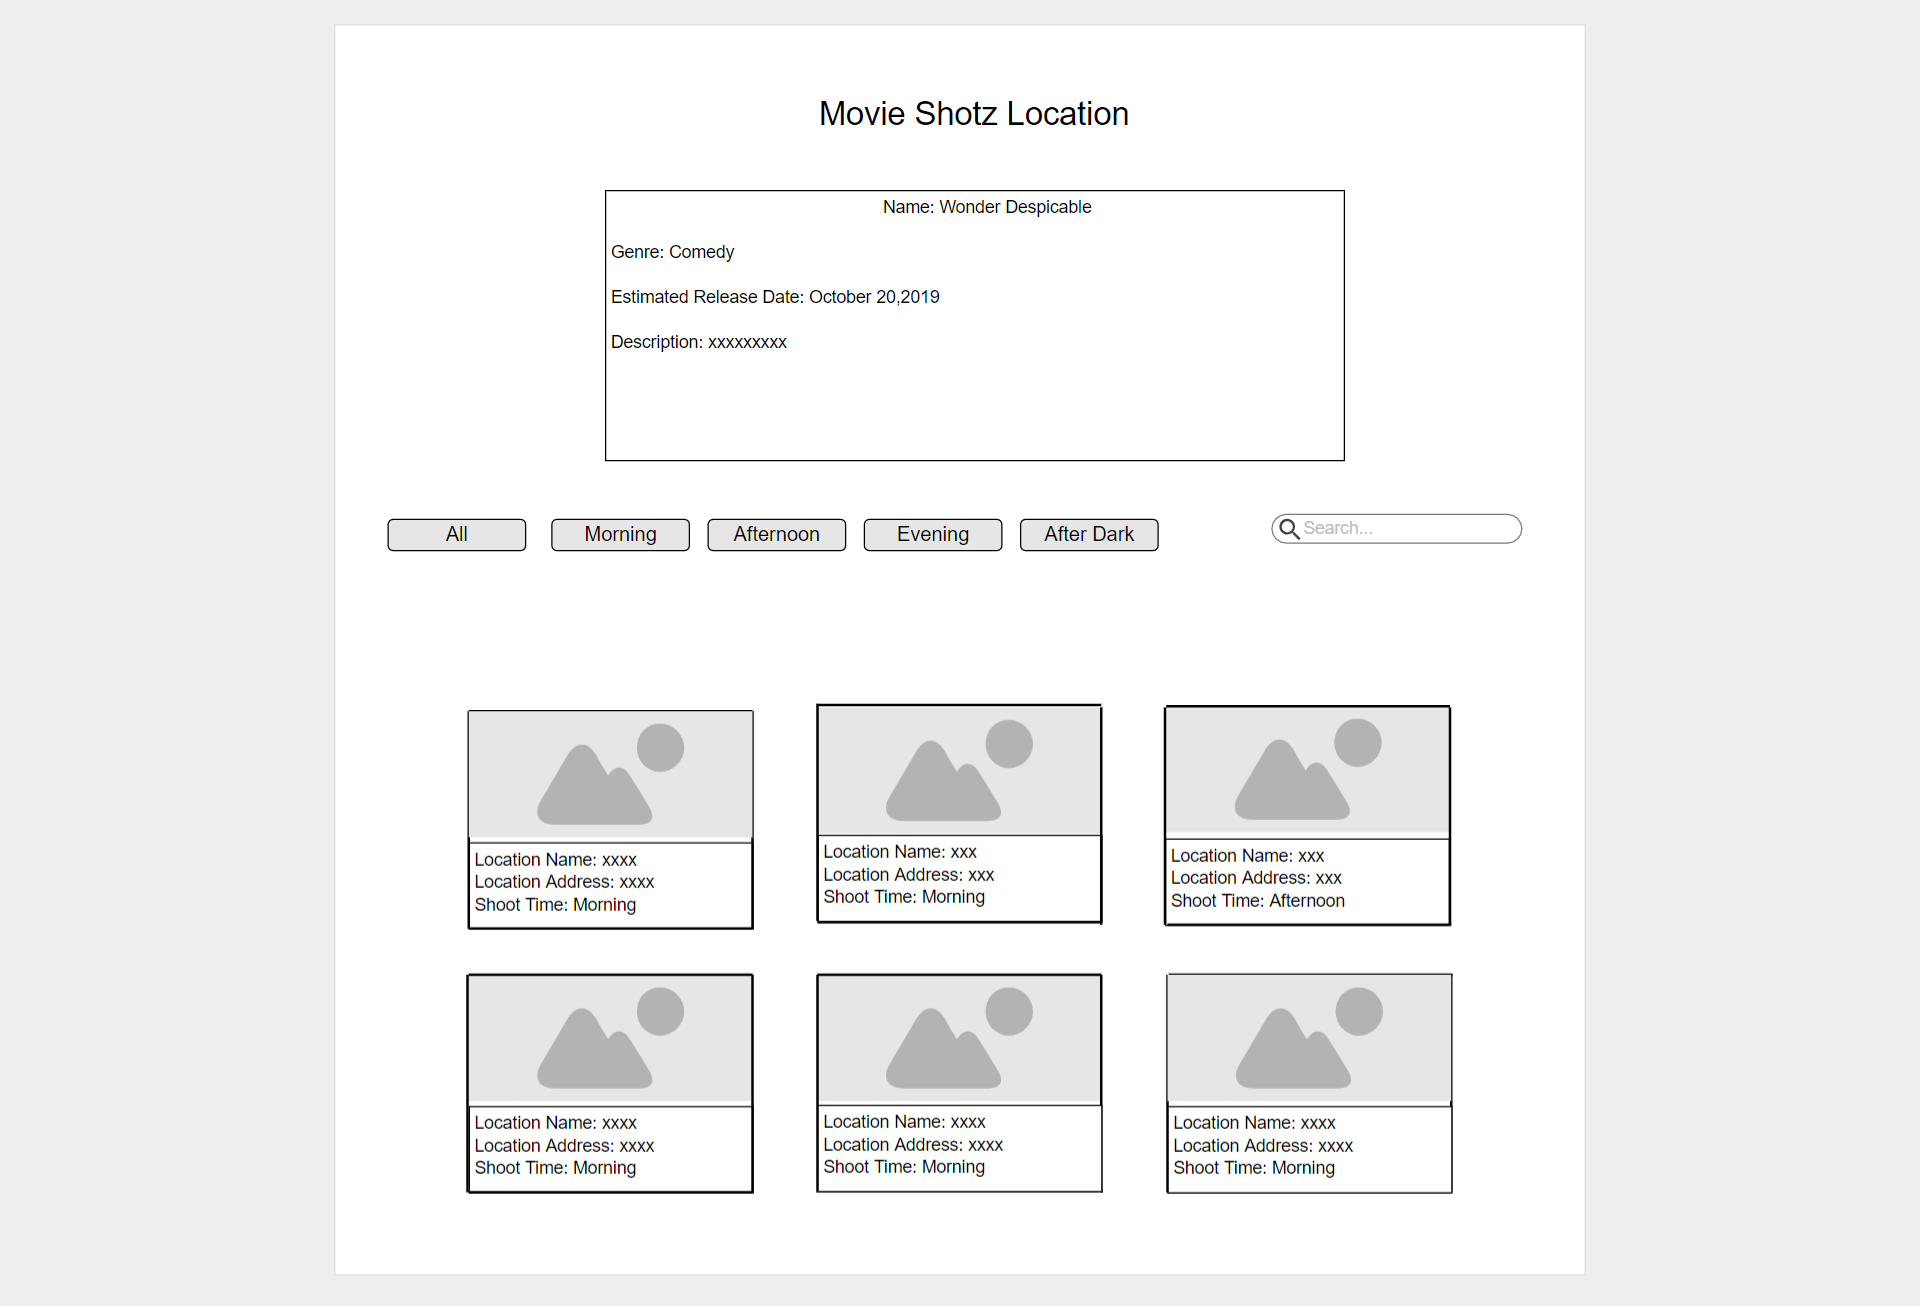 Movie Shotz Location
Name: Wonder Despicable
Genre: Comedy
Estimated Release Date: October 20,2019
Description: xxxxxxxxx
All
Morning
Afternoon
Evening
After Dark
Search...
Location Name: xxxx
Location Address: xxxx
Shoot Time: Morning
Location Name: xxx
Location Address: xxx
Shoot Time: Morning
Location Name: xxx
Location Address: xxx
Shoot Time: Afternoon
Location Name: xxxx
Location Address: xxxx
Shoot Time: Morning
Location Name: xxxx
Location Address: xxxx
Shoot Time: Morning
Location Name: xxxx
Location Address: xxxx
Shoot Time: Morning